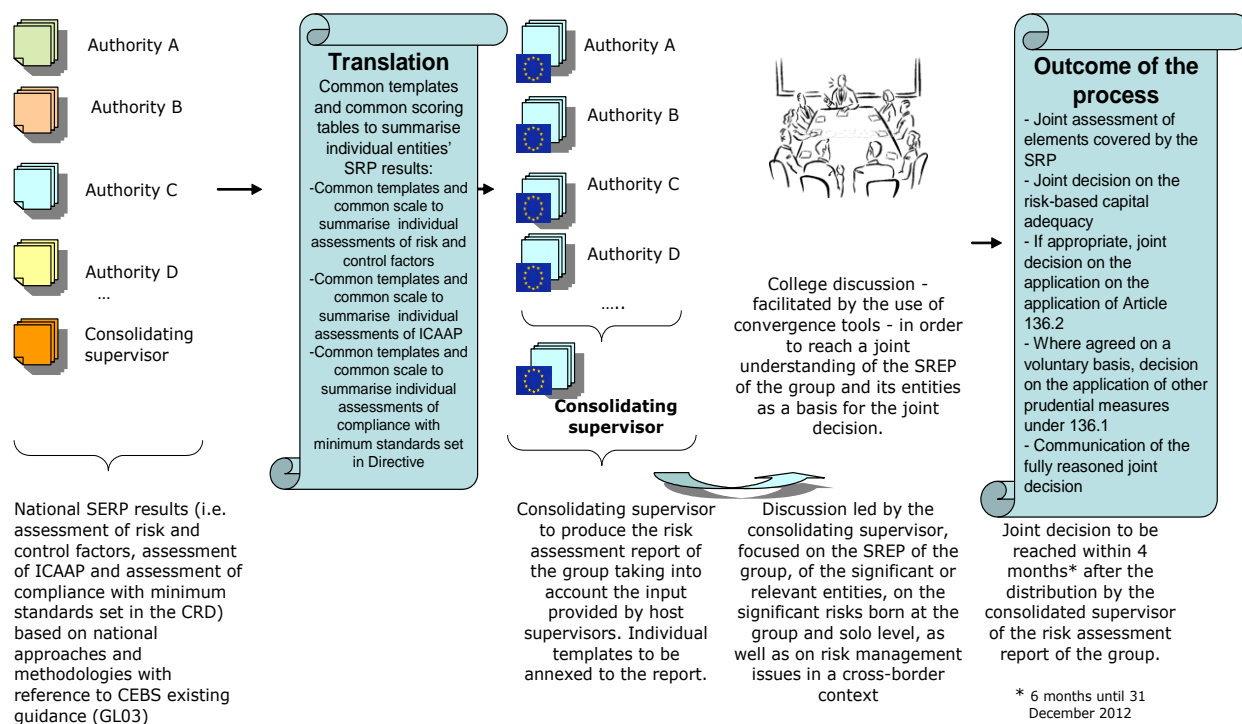 Authority A
Authority B
Authority C
Authority D
...
Consolidating
supervisor
National SERP results (i.e.
assessment of risk and
control factors, assessment
of ICAAP and assessment of
compliance with minimum
standards set in the CRD)
based on national
approaches and
methodologies with
reference to CEBS existing
guidance (GL03)
Translation
Common templates
and common scoring
tables to summarise
individual entities'
SRP results:
-Common templates and
common scale to
summarise individual
assessments of risk and
control factors
-Common templates and
common scale to
summarise individual
assessments of ICAAP
-Common templates and
common scale to
summarise individual
assessments of
compliance with
minimum standards set
in Directive
Authority A
Authority B
Authority C
Authority D
…..
Consolidating
supervisor
Consolidating supervisor
to produce the risk
assessment report of
the group taking into
account the input
provided by host
supervisors. Individual
templates to be
annexed to the report.
College discussion -
facilitated by the use of
convergence tools - in order
to reach a joint
understanding of the SREP
of the group and its entities
as a basis for the joint
decision.
Discussion led by the
consolidating supervisor,
focused on the SREP of the
group, of the significant or
relevant entities, on the
significant risks born at the
group and solo level, as
well as on risk management
issues in a cross-border
context
Outcome of the
process
- Joint assessment of
elements covered by the
SRP
- Joint decision on the
risk-based capital
adequacy
- If appropriate, joint
decision on the
application on the
application of Article
136.2
- Where agreed on a
voluntary basis, decision
on the application of other
prudential measures
under 136.1
- Communication of the
fully reasoned joint
decision
Joint decision to be
reached within 4
months* after the
distribution by the
consolidated supervisor
of the risk assessment
report of the group.
* 6 months until 31
December 2012